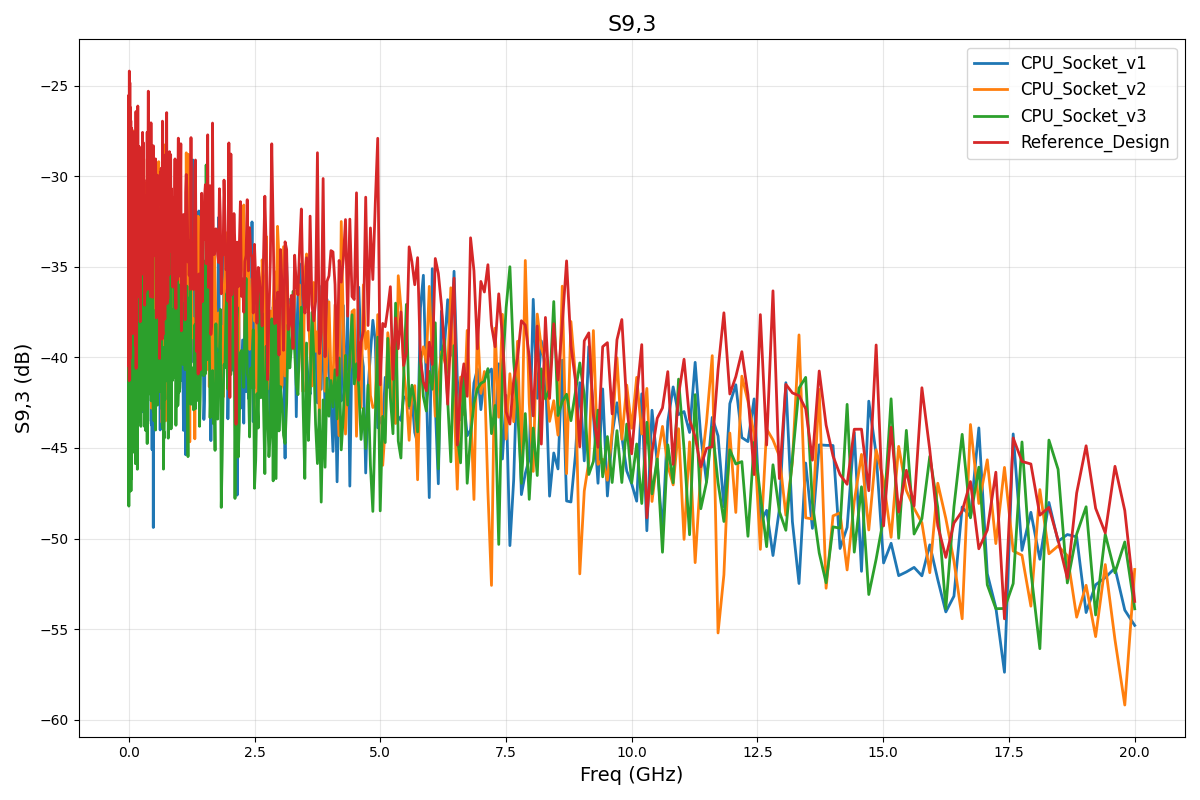 S9,3
CPU_Socket_v1
CPU_Socket_v2
CPU_Socket_v3
Reference_Design
S9,3 (dB)
−25
−30
−35
−40
−45
−50
−55
−60
0.0 2.5 5.0 7.5 10.0 12.5 15.0 17.5 20.0
Freq (GHz)